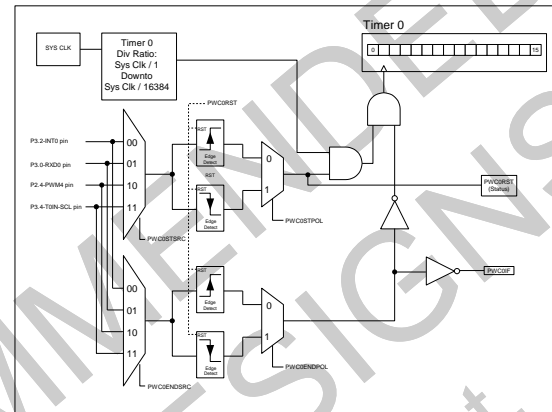 Timer 0
0 15
SYS CLK
Timer 0
Div Ratio:
Sys Clk / 1
Downto
Sys Clk / 16384
PWC0RST
P3.2-INT0 pin
P3.0-RXD0 pin
P2.4-PWM4 pin
P3.4-T0IN-SCL pin
00
01
10
11
RST
Edge
Detect
RST
RST
Edge
Detect
0
1
PWC0STSRC
PWC0STPOL
PWC0RST
(Status)
00
01
10
11
RST
Edge
Detect
RST
Edge
Detect
0
1
PWC0ENDSRC
PWC0ENDPOL
PWC0IF
MMENDED
ESIGNS